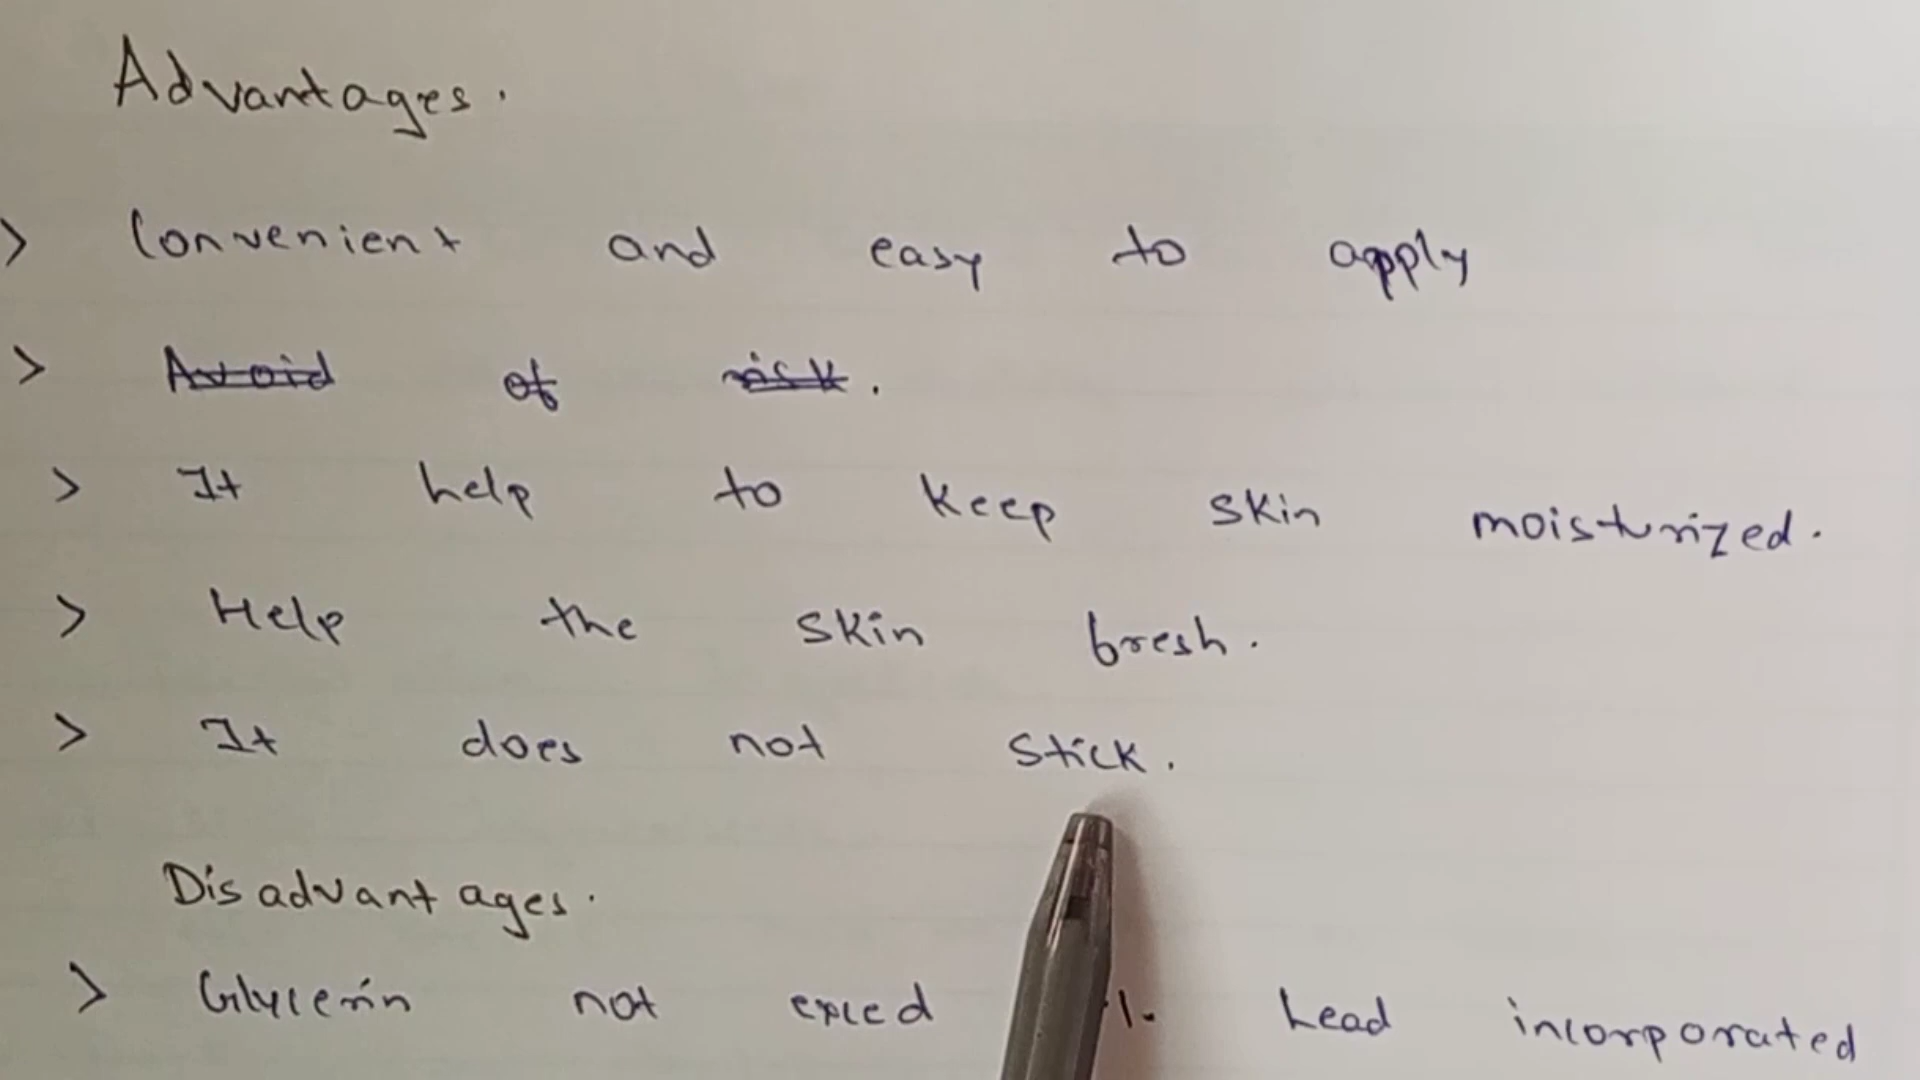 Advantages.
> Convenient and easy to apply
> Avoid of risk.
> It help to keep skin moisturized.
> Help the skin fresh.
> It does not stick.
Disadvantages.
> Glycerin not exced lead incorporated